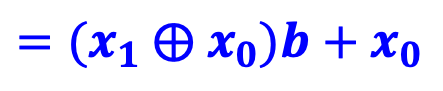 = (𝒙₁ ⊕ 𝒙₀)𝒃 + 𝒙₀